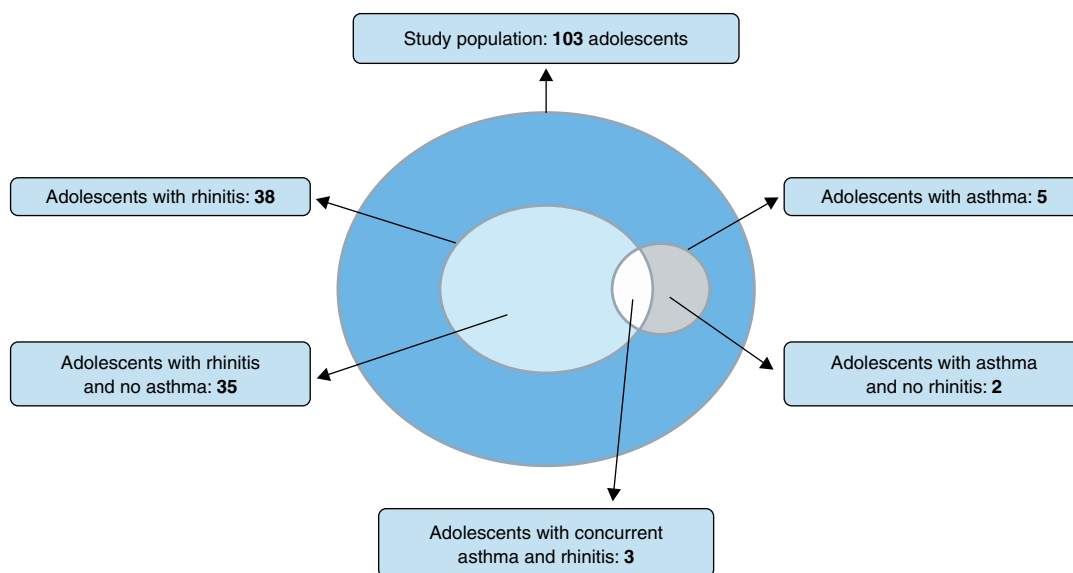 Study population: 103 adolescents
Adolescents with rhinitis: 38
Adolescents with asthma: 5
Adolescents with rhinitis
and no asthma: 35
Adolescents with asthma
and no rhinitis: 2
Adolescents with concurrent
asthma and rhinitis: 3